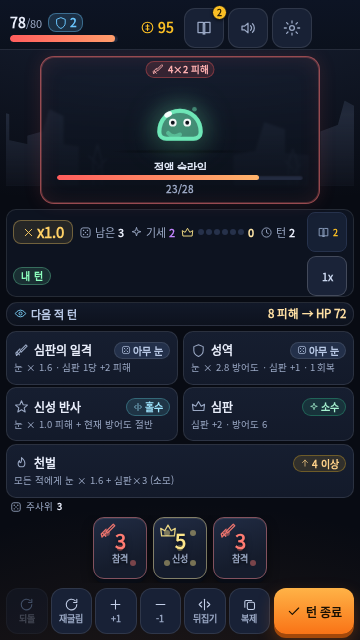 78/80 2 95 2
4×2 피해
점액 슬라임
23/28
x1.0 남은 3 기세 2 0 턴 2 2
내 턴 1x
다음 적 턴 8 피해 → HP 72
심판의 일격 아무 눈
눈 × 1.6 · 심판 1당 +2 피해
성역 아무 눈
눈 × 2.8 방어도 · 심판 +1 · 1회복
신성 반사 홀수
눈 × 1.0 피해 + 현재 방어도 절반
심판 소수
심판 +2 · 방어도 6
천벌 4 이상
모든 적에게 눈 × 1.6 + 심판×3 (소모)
주사위 3
3 5 3
참격 신성 참격
되돌 재굴림 +1 -1 뒤집기 복제 턴 종료